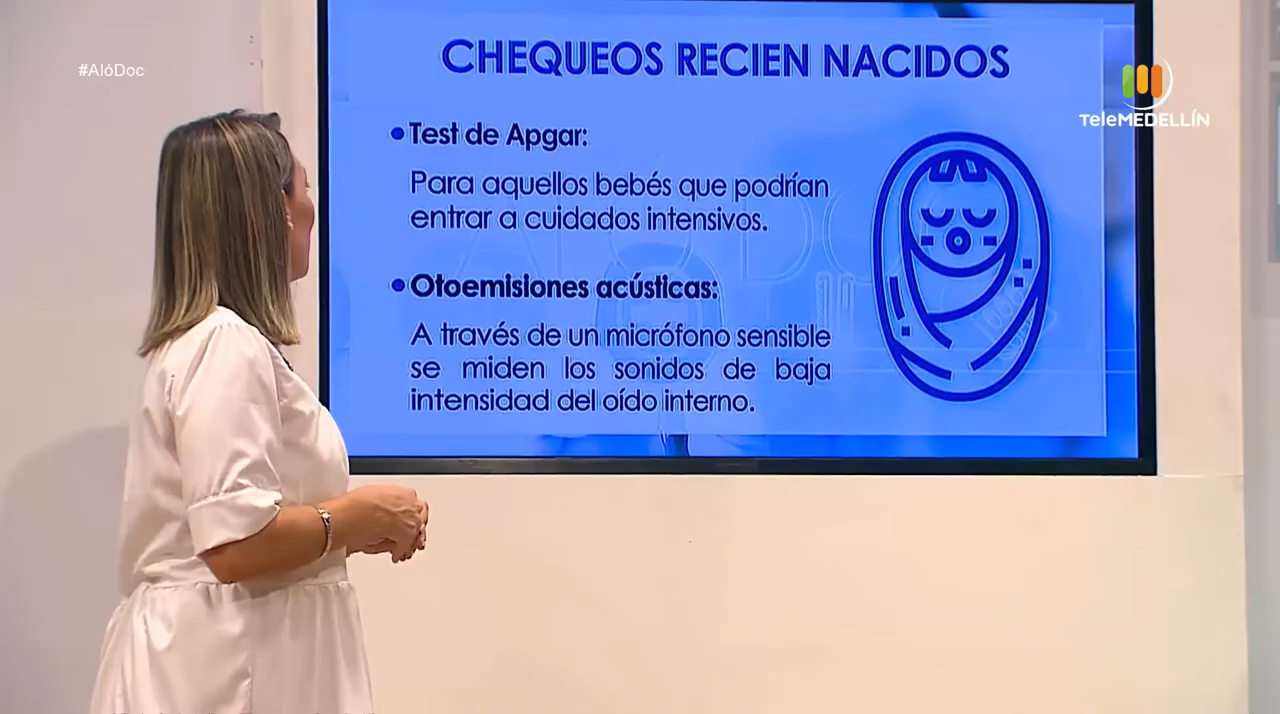 #AlóDoc
CHEQUEOS RECIEN NACIDOS
TeleMEDELLÍN
•Test de Apgar:
Para aquellos bebés que podrían
entrar a cuidados intensivos.
•Otoemisiones acústicas:
A través de un micrófono sensible
se miden los sonidos de baja
intensidad del oído interno.